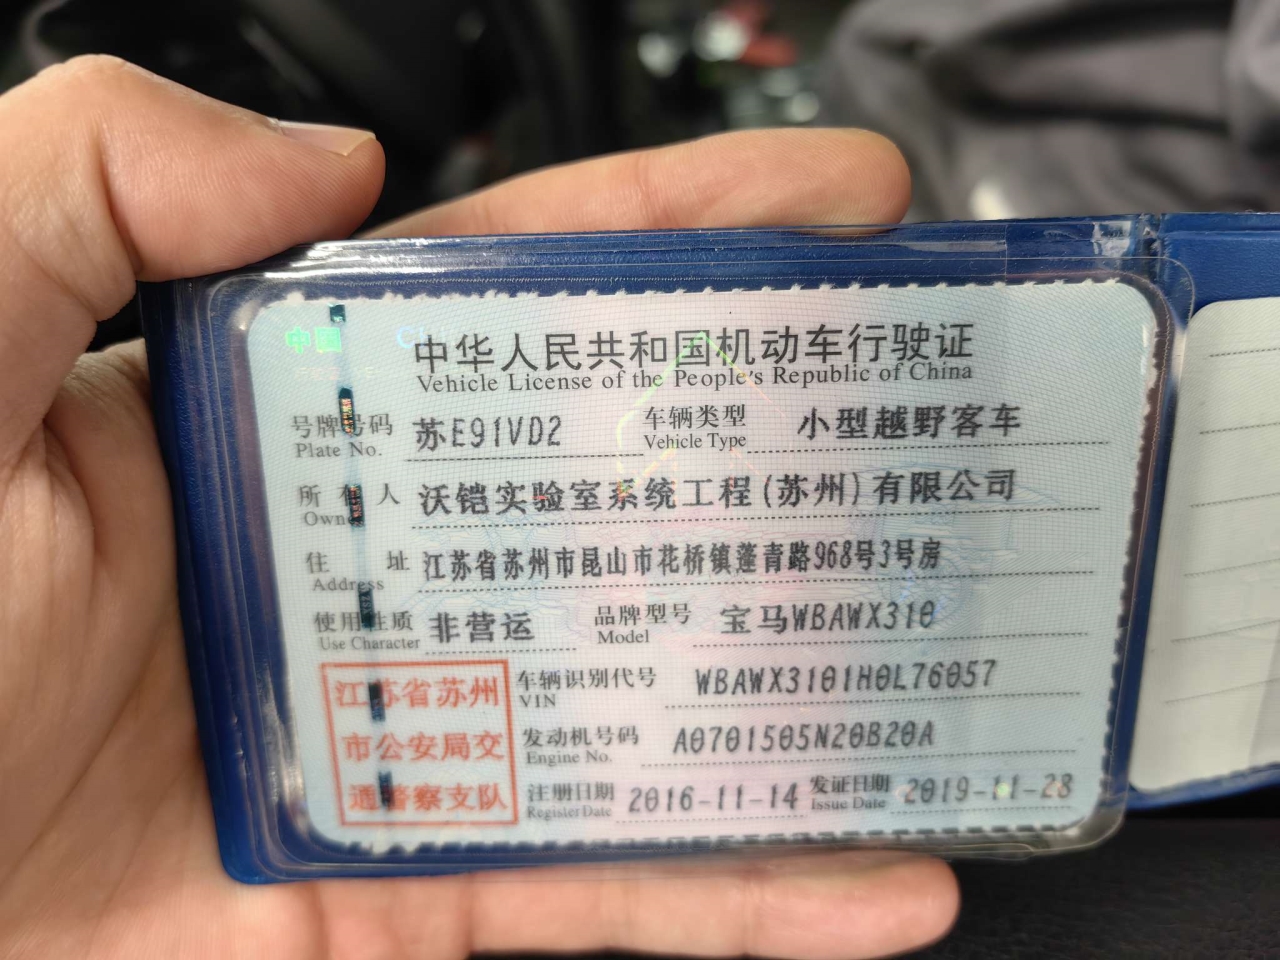 中国
中华人民共和国机动车行驶证
Vehicle License of the People's Republic of China
号牌号码 苏E91VD2 车辆类型 小型越野客车
Plate No. Vehicle Type
所有人 沃铠实验室系统工程(苏州)有限公司
Owner
住址 江苏省苏州市昆山市花桥镇蓬青路968号3号房
Address
使用性质 非营运 品牌型号 宝马WBAWX310
Use Character Model
江苏省苏州 车辆识别代号 WBAWX3101H0L76057
VIN
市公安局交 发动机号码 A0701505N20B20A
Engine No.
通警察支队 注册日期 2016-11-14 发证日期 2019-11-28
Register Date Issue Date